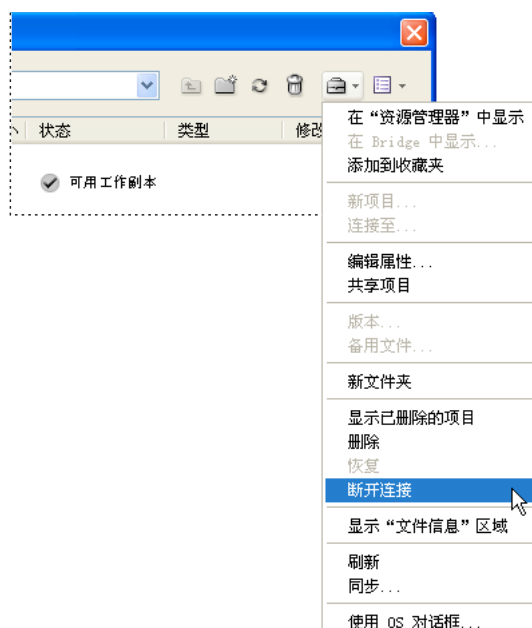 状态 类型 修改
可用工作副本
在“资源管理器”中显示
在 Bridge 中显示...
添加到收藏夹
新项目...
连接至...
编辑属性...
共享项目
版本...
备用文件...
新文件夹
显示已删除的项目
删除
恢复
断开连接
显示“文件信息”区域
刷新
同步...
使用 OS 对话框...